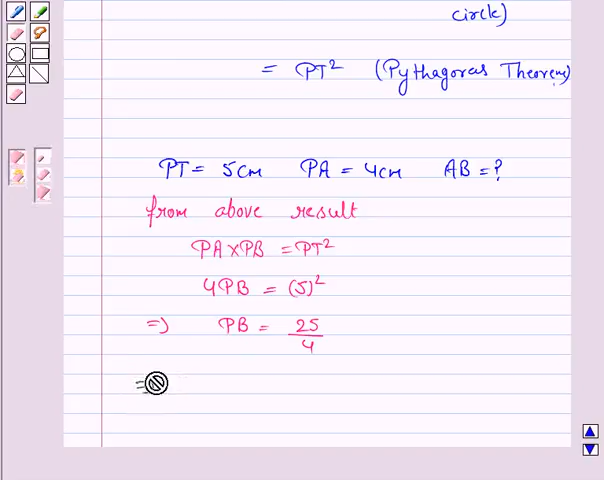 circle)
= PT² (Pythagoras Theorem)
PT = 5cm PA = 4cm AB = ?
from above result
PA × PB = PT²
4PB = (5)²
=) PB = 25/4
=